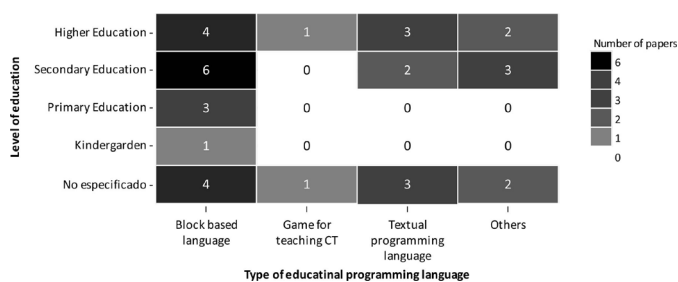 Level of education
Higher Education
4 1 3 2
Secondary Education
6 0 2 3
Primary Education
3 0 0 0
Kindergarden
1 0 0 0
No especificado
4 1 3 2
Block based
language
Game for
teaching CT
Textual
programming
language
Others
Type of educatinal programming language
Number of papers
6
4
3
2
1
0